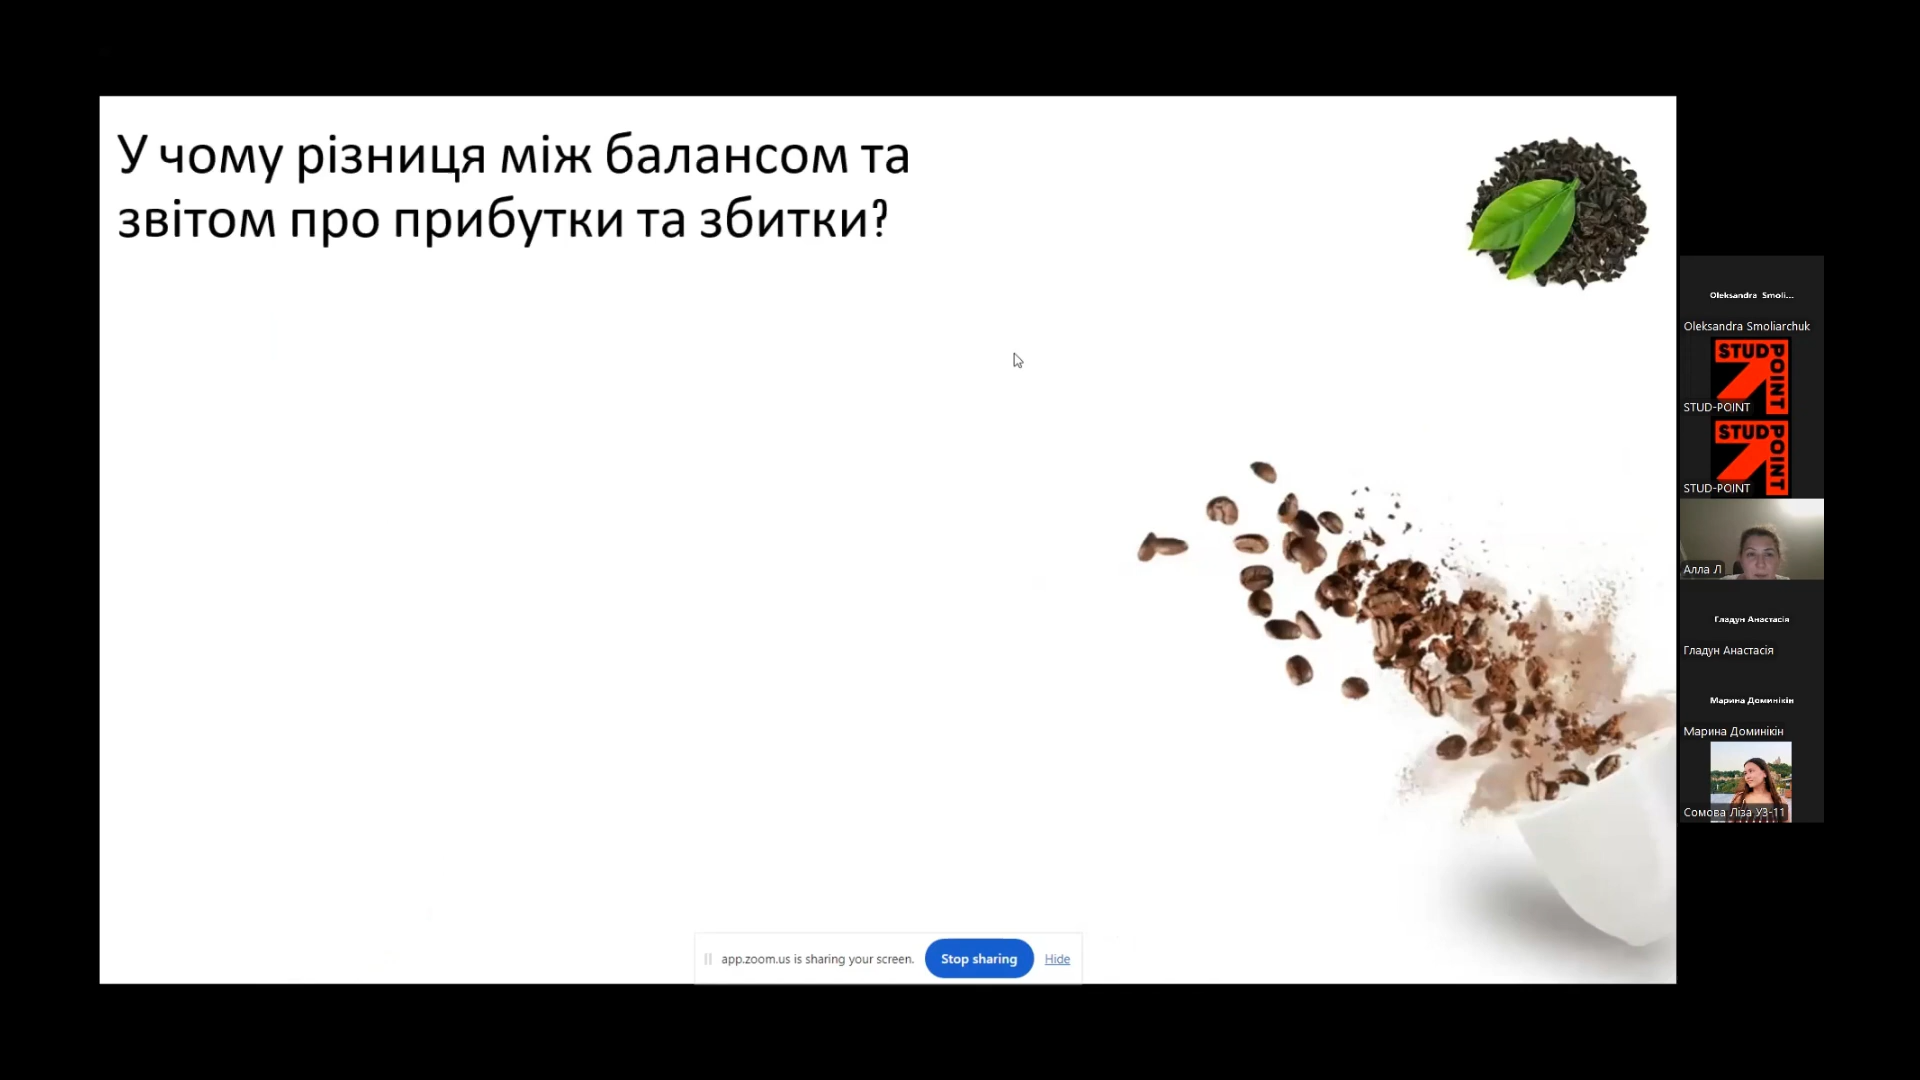 У чому різниця між балансом та
звітом про прибутки та збитки?
Oleksandra Smoli...
Oleksandra Smoliarchuk
STUD
POINT
STUD-POINT
STUD
POINT
STUD-POINT
Алла Л
Гладун Анастасія
Гладун Анастасія
Марина Доминікін
Марина Доминікін
Сомова Ліза УЗ-11
app.zoom.us is sharing your screen.
Stop sharing
Hide